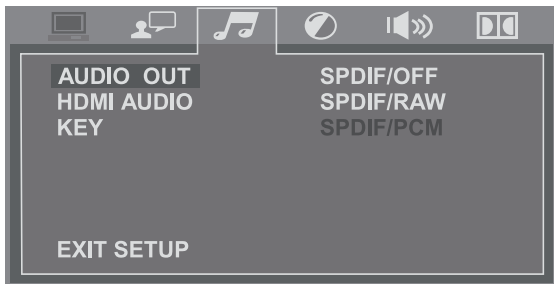 AUDIO OUT SPDIF/OFF
HDMI AUDIO SPDIF/RAW
KEY SPDIF/PCM
EXIT SETUP